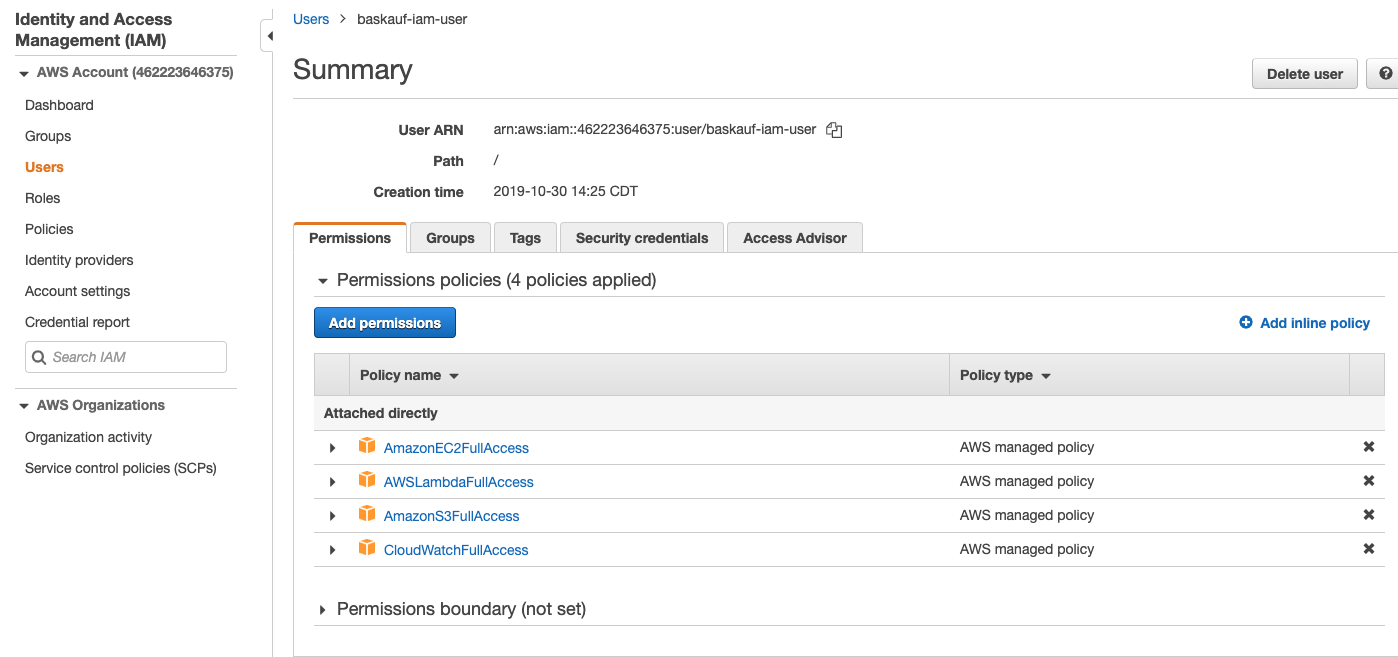 Identity and Access
Management (IAM)
AWS Account (462223646375)
Dashboard
Groups
Users
Roles
Policies
Identity providers
Account settings
Credential report
Search IAM
AWS Organizations
Organization activity
Service control policies (SCPs)
Users > baskauf-iam-user
Summary
Delete user
User ARN arn:aws:iam::462223646375:user/baskauf-iam-user
Path /
Creation time 2019-10-30 14:25 CDT
Permissions Groups Tags Security credentials Access Advisor
Permissions policies (4 policies applied)
Add permissions Add inline policy
Policy name Policy type
Attached directly
AmazonEC2FullAccess AWS managed policy
AWSLambdaFullAccess AWS managed policy
AmazonS3FullAccess AWS managed policy
CloudWatchFullAccess AWS managed policy
Permissions boundary (not set)